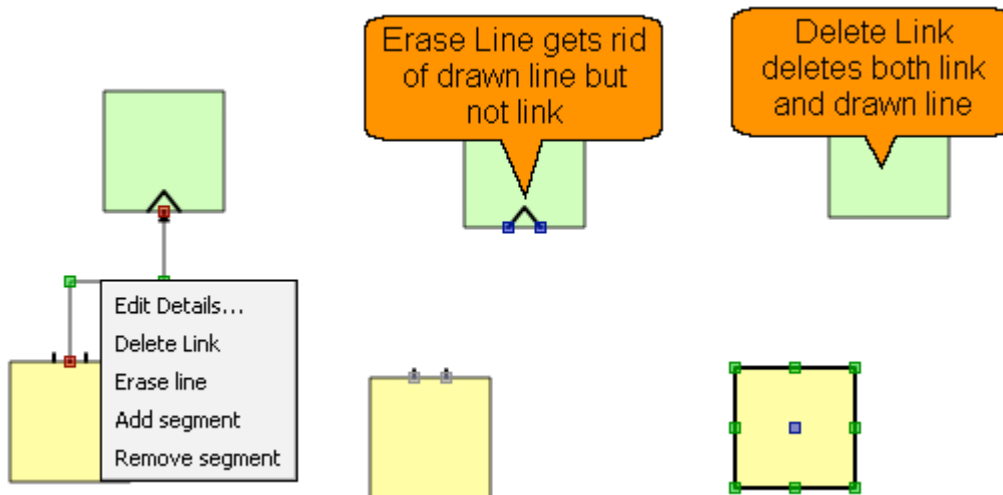 Erase Line gets rid
of drawn line but
not link
Delete Link
deletes both link
and drawn line
Edit Details...
Delete Link
Erase line
Add segment
Remove segment